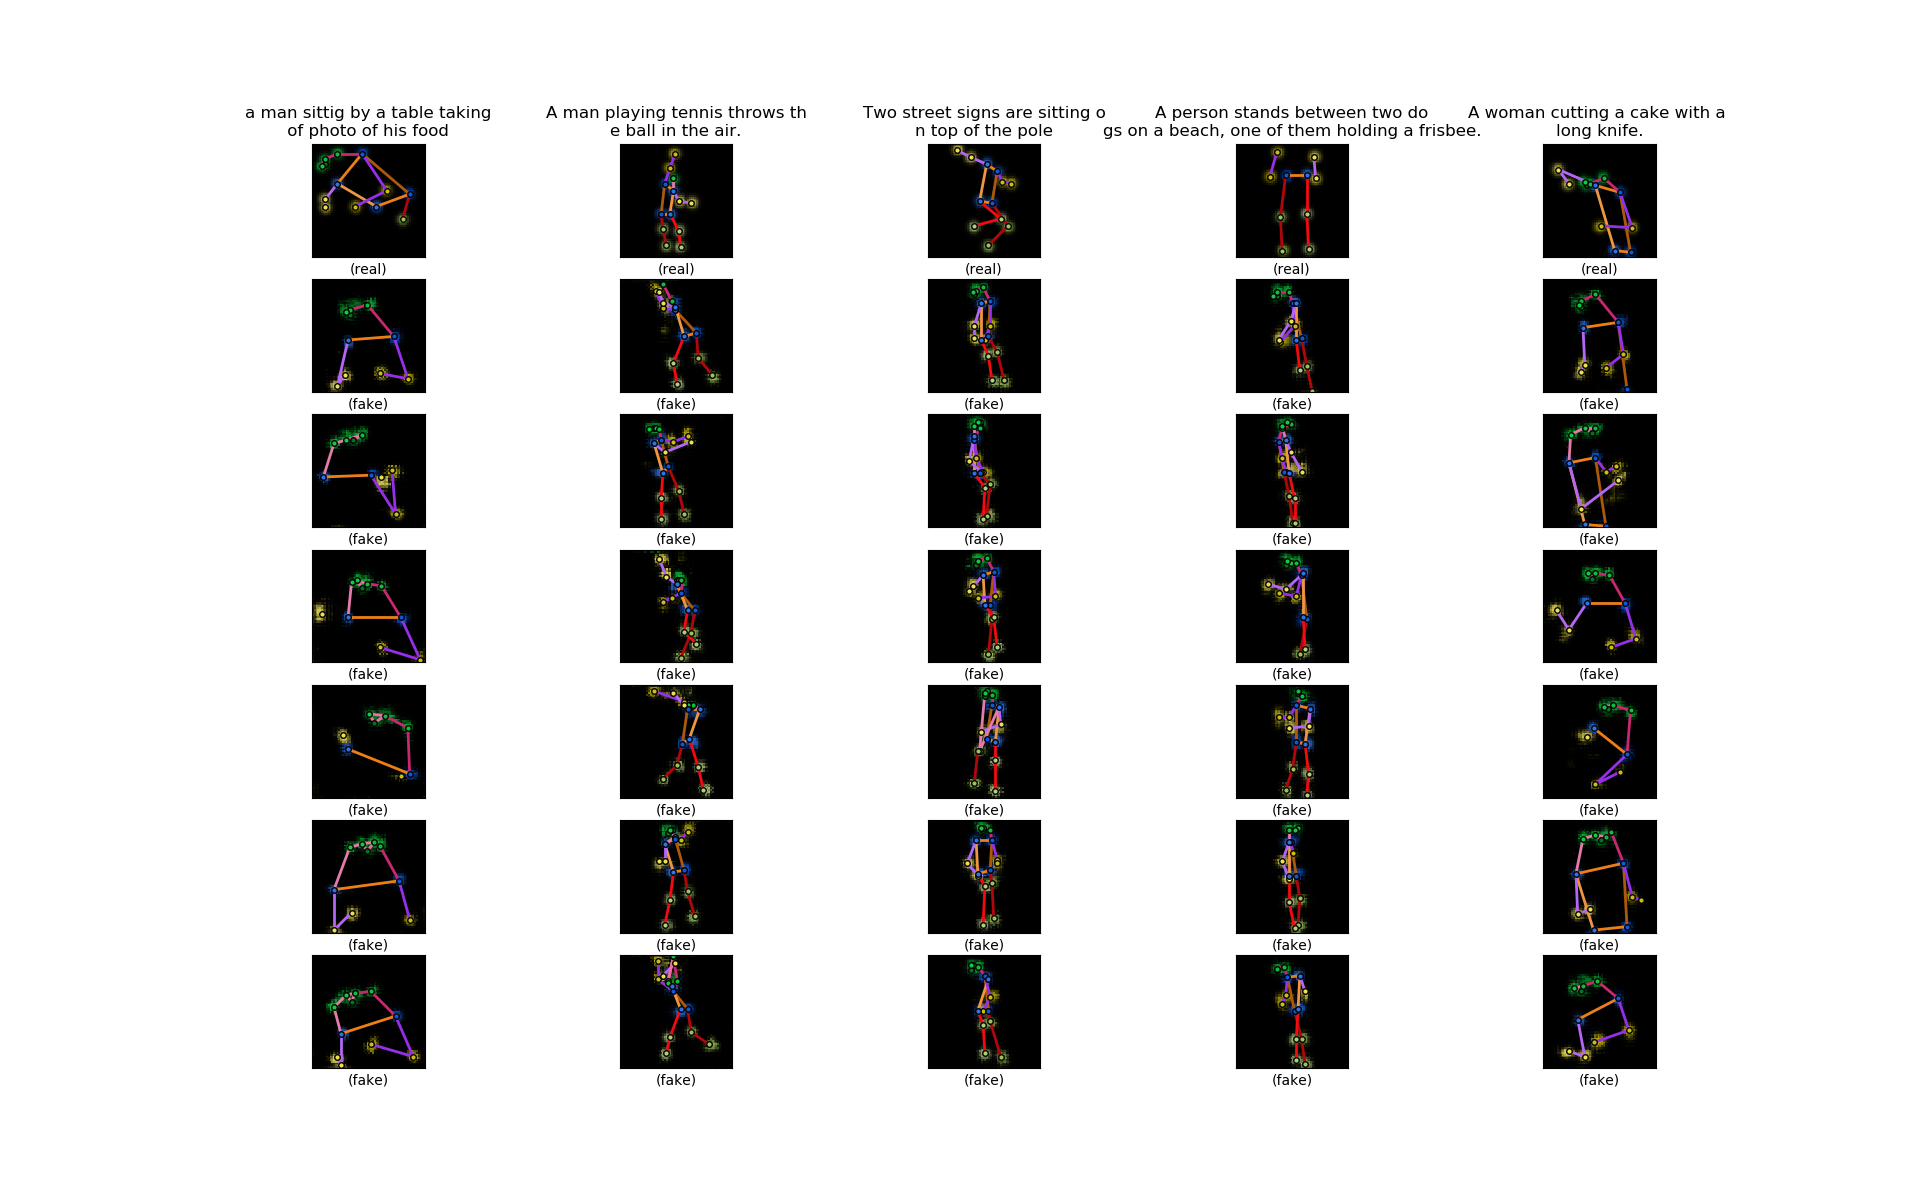 a man sittig by a table taking
of photo of his food
A man playing tennis throws th
e ball in the air.
Two street signs are sitting o
n top of the pole
A person stands between two do
gs on a beach, one of them holding a frisbee.
A woman cutting a cake with a
long knife.
(real) (real) (real) (real) (real)
(fake) (fake) (fake) (fake) (fake)
(fake) (fake) (fake) (fake) (fake)
(fake) (fake) (fake) (fake) (fake)
(fake) (fake) (fake) (fake) (fake)
(fake) (fake) (fake) (fake) (fake)
(fake) (fake) (fake) (fake) (fake)